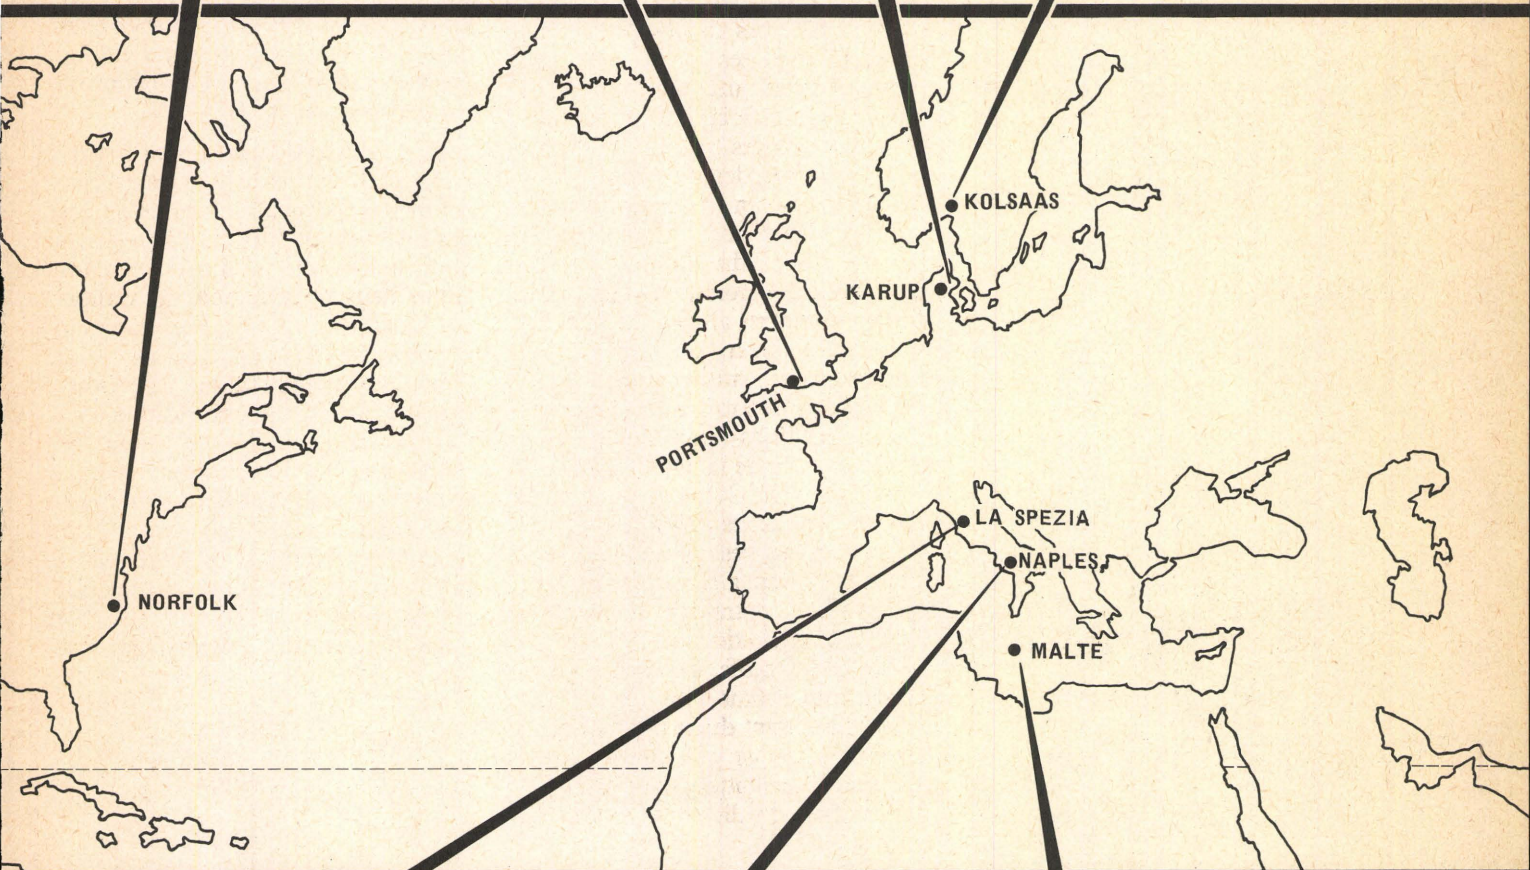 KOLSAAS
KARUP
PORTSMOUTH
LA SPEZIA
NAPLES
NORFOLK
MALTE